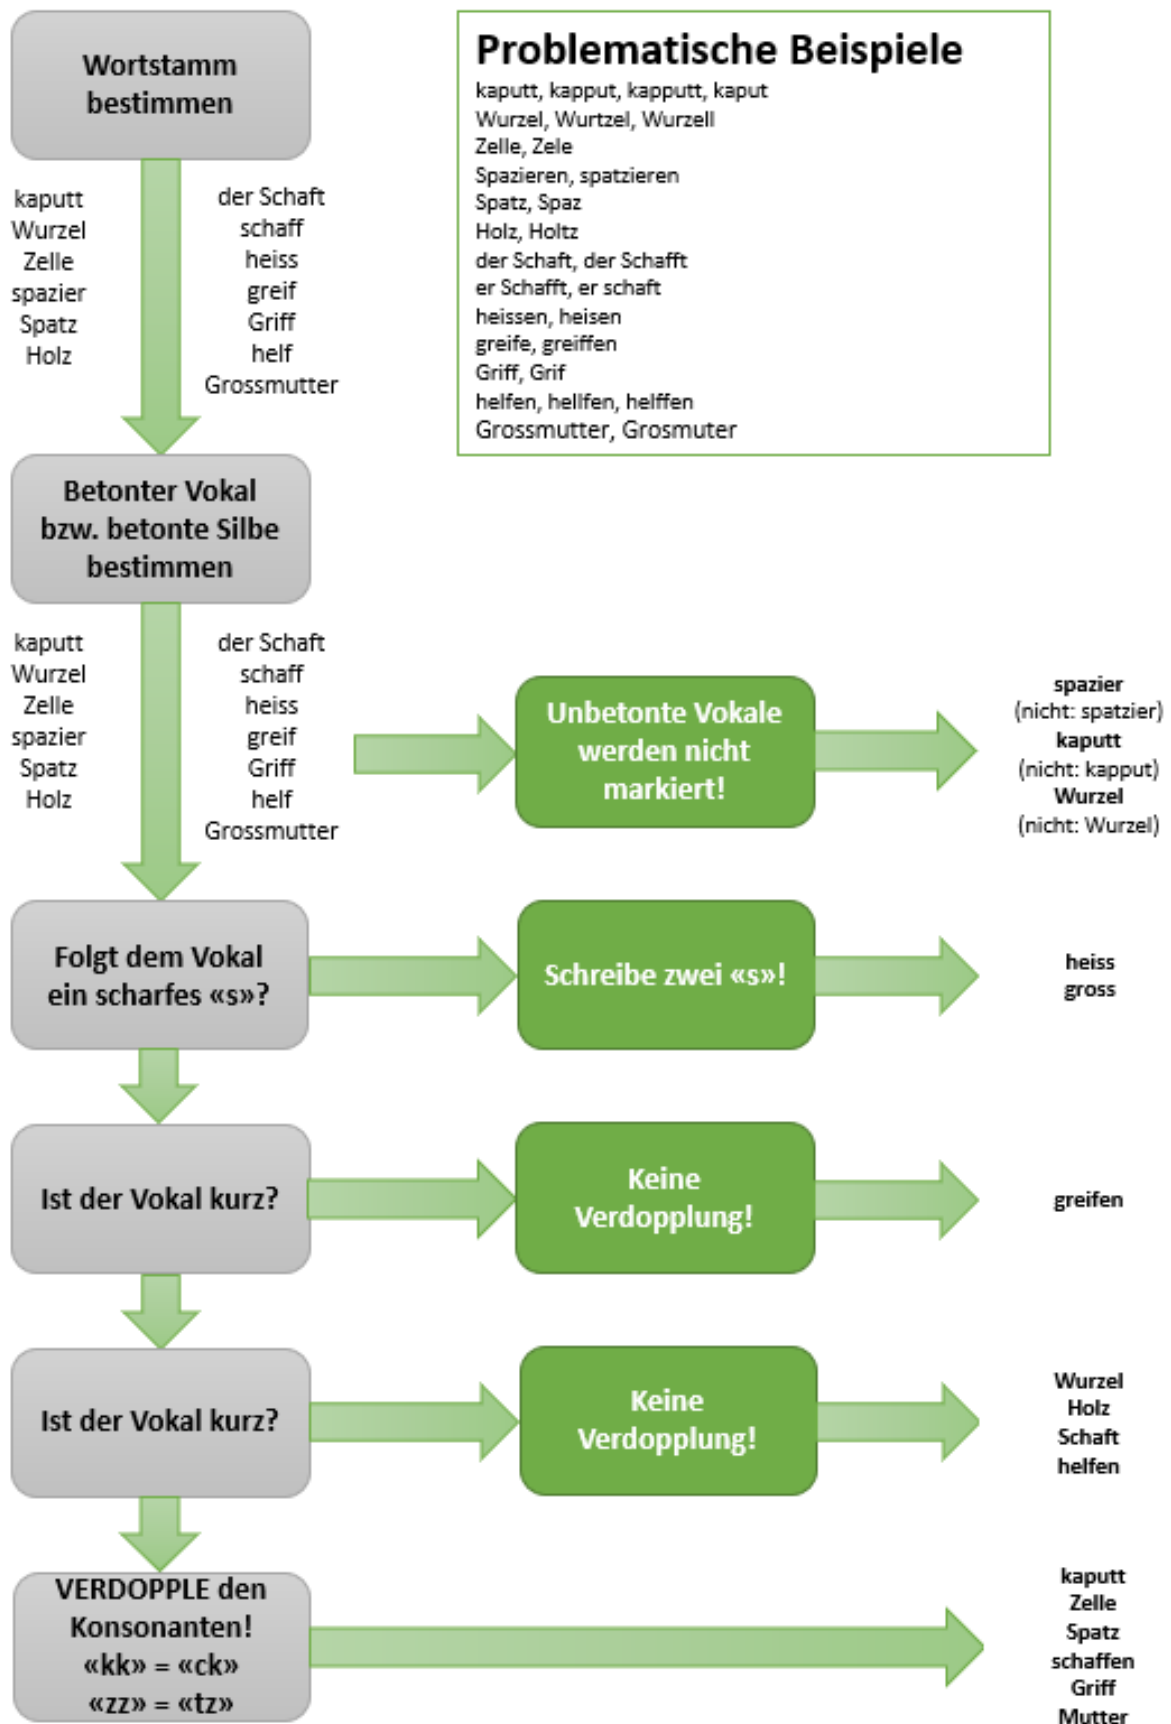 Wortstamm
bestimmen
Problematische Beispiele
kaputt, kapput, kapputt, kaput
Wurzel, Wurtzel, Wurzell
Zelle, Zele
Spazieren, spatzieren
Spatz, Spaz
Holz, Holtz
der Schaft, der Schafft
er Schafft, er schaft
heissen, heisen
greife, greiffen
Griff, Grif
helfen, hellfen, helffen
Grossmutter, Grosmuter
kaputt
Wurzel
Zelle
spazier
Spatz
Holz
der Schaft
schaff
heiss
greif
Griff
helf
Grossmutter
Betonter Vokal
bzw. betonte Silbe
bestimmen
kaputt
Wurzel
Zelle
spazier
Spatz
Holz
der Schaft
schaff
heiss
greif
Griff
helf
Grossmutter
Unbetonte Vokale
werden nicht
markiert!
spazier
(nicht: spatzier)
kaputt
(nicht: kapput)
Wurzel
(nicht: Wurzel)
Folgt dem Vokal
ein scharfes «s»?
Schreibe zwei «s»!
heiss
gross
Ist der Vokal kurz?
Keine
Verdopplung!
greifen
Ist der Vokal kurz?
Keine
Verdopplung!
Wurzel
Holz
Schaft
helfen
VERDOPPLE den
Konsonanten!
«kk» = «ck»
«zz» = «tz»
kaputt
Zelle
Spatz
schaffen
Griff
Mutter